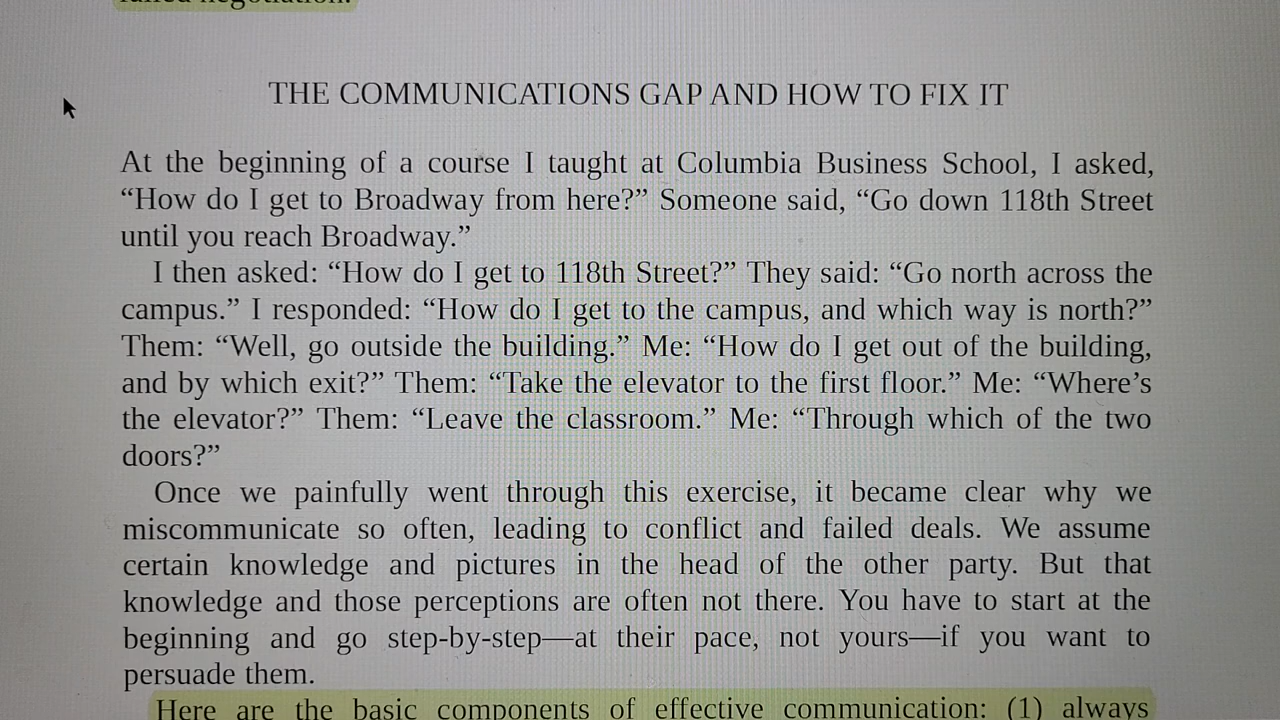 failed negotiation.
THE COMMUNICATIONS GAP AND HOW TO FIX IT
At the beginning of a course I taught at Columbia Business School, I asked,
“How do I get to Broadway from here?” Someone said, “Go down 118th Street
until you reach Broadway.”
I then asked: “How do I get to 118th Street?” They said: “Go north across the
campus.” I responded: “How do I get to the campus, and which way is north?”
Them: “Well, go outside the building.” Me: “How do I get out of the building,
and by which exit?” Them: “Take the elevator to the first floor.” Me: “Where’s
the elevator?” Them: “Leave the classroom.” Me: “Through which of the two
doors?”
Once we painfully went through this exercise, it became clear why we
miscommunicate so often, leading to conflict and failed deals. We assume
certain knowledge and pictures in the head of the other party. But that
knowledge and those perceptions are often not there. You have to start at the
beginning and go step-by-step—at their pace, not yours—if you want to
persuade them.
Here are the basic components of effective communication: (1) always